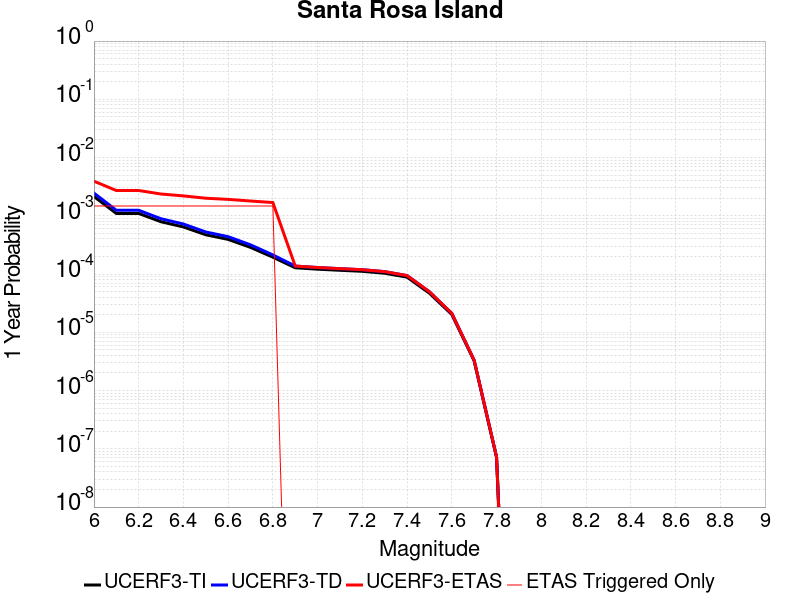 Santa Rosa Island
10^0
10^-1
10^-2
10^-3
10^-4
10^-5
10^-6
10^-7
10^-8
1 Year Probability
6 6.2 6.4 6.6 6.8 7 7.2 7.4 7.6 7.8 8 8.2 8.4 8.6 8.8 9
Magnitude
UCERF3-TI UCERF3-TD UCERF3-ETAS ETAS Triggered Only